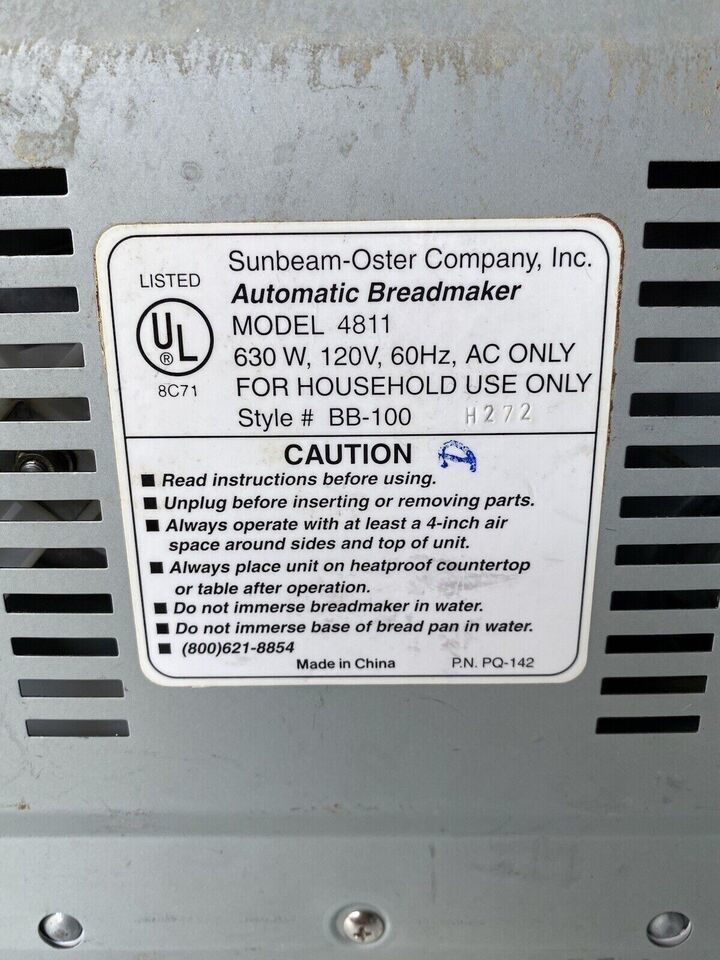 LISTED
UL
®
8C71
Sunbeam-Oster Company, Inc.
Automatic Breadmaker
MODEL 4811
630 W, 120V, 60Hz, AC ONLY
FOR HOUSEHOLD USE ONLY
Style # BB-100 H272
CAUTION
■ Read instructions before using.
■ Unplug before inserting or removing parts.
■ Always operate with at least a 4-inch air
space around sides and top of unit.
■ Always place unit on heatproof countertop
or table after operation.
■ Do not immerse breadmaker in water.
■ Do not immerse base of bread pan in water.
■ (800)621-8854
Made in China P.N. PQ-142